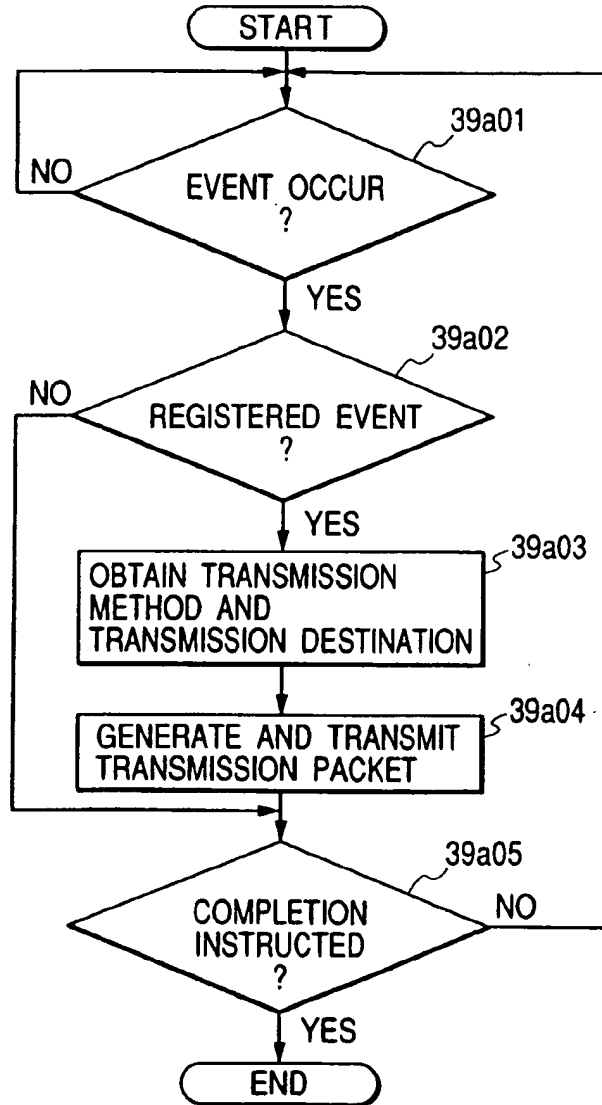 START
39a01
NO
EVENT OCCUR
?
YES
39a02
NO
REGISTERED EVENT
?
YES
39a03
OBTAIN TRANSMISSION
METHOD AND
TRANSMISSION DESTINATION
39a04
GENERATE AND TRANSMIT
TRANSMISSION PACKET
39a05
COMPLETION
INSTRUCTED
?
NO
YES
END